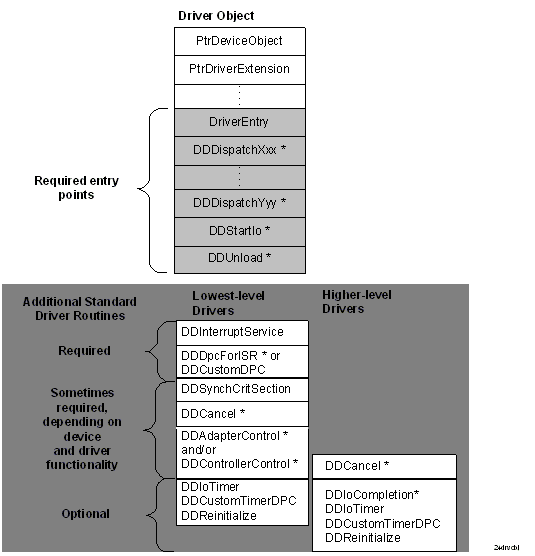 Driver Object
PtrDeviceObject
PtrDriverExtension
DriverEntry
DDDispatchXxx *
DDDispatchYyy *
DDStartIo *
DDUnload *
Required entry
points
Additional Standard
Driver Routines
Lowest-level
Drivers
Higher-level
Drivers
Required
DDInterruptService
DDDpcForISR * or
DDCustomDPC
Sometimes
required,
depending on
device
and driver
functionality
DDSynchCritSection
DDCancel *
DDAdapterControl *
and/or
DDControllerControl *
DDCancel *
Optional
DDIoTimer
DDCustomTimerDPC
DDReinitialize
DDIoCompletion*
DDIoTimer
DDCustomTimerDPC
DDReinitialize